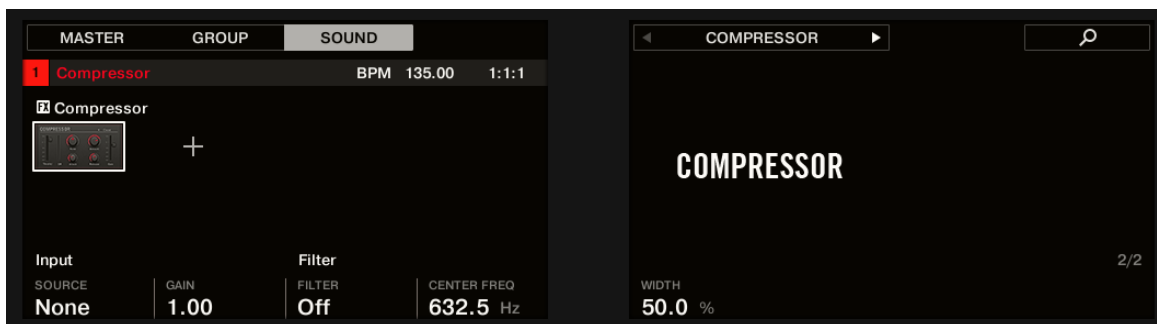 MASTER GROUP SOUND
1 Compressor BPM 135.00 1:1:1
FX Compressor
Input Filter
SOURCE GAIN FILTER CENTER FREQ
None 1.00 Off 632.5 Hz
COMPRESSOR
COMPRESSOR
2/2
WIDTH
50.0 %